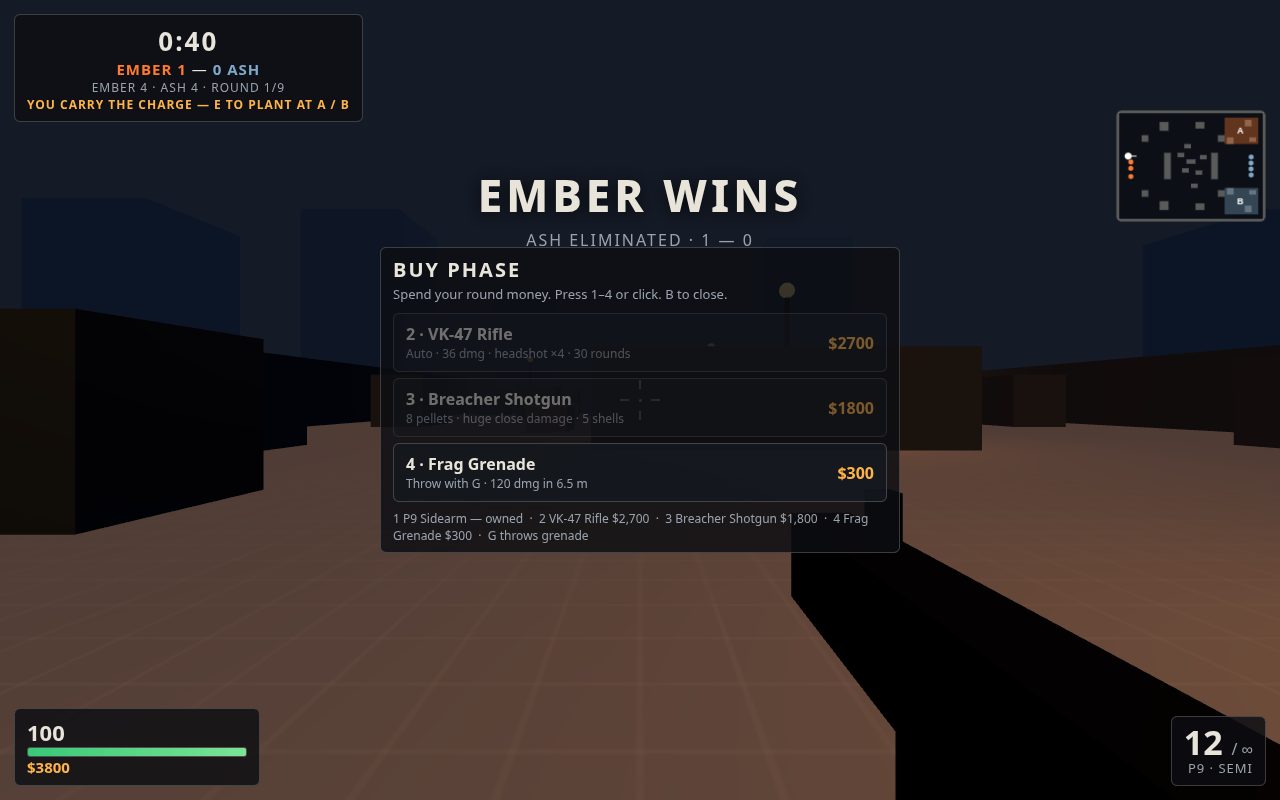 0:40
EMBER 1 — 0 ASH
EMBER 4 · ASH 4 · ROUND 1/9
YOU CARRY THE CHARGE — E TO PLANT AT A / B
A
B
EMBER WINS
ASH ELIMINATED · 1 — 0
BUY PHASE
Spend your round money. Press 1–4 or click. B to close.
2 · VK-47 Rifle
Auto · 36 dmg · headshot ×4 · 30 rounds
$2700
3 · Breacher Shotgun
8 pellets · huge close damage · 5 shells
$1800
4 · Frag Grenade
Throw with G · 120 dmg in 6.5 m
$300
1 P9 Sidearm — owned · 2 VK-47 Rifle $2,700 · 3 Breacher Shotgun $1,800 · 4 Frag
Grenade $300 · G throws grenade
100
$3800
12 / ∞
P9 · SEMI